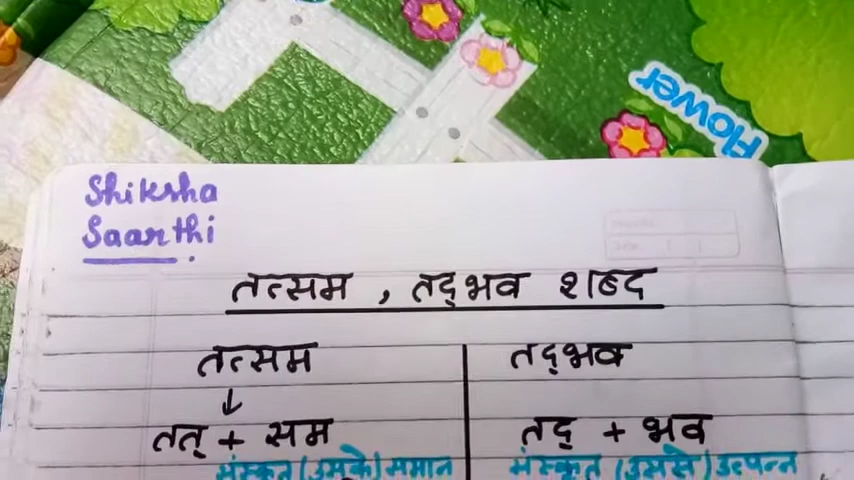 Flower
Shiksha
Saarthi
तत्सम , तद्भव शब्द
तत्सम तद्भव
↓
तत् + सम तद् + भव
संस्कृत (उसके) समान संस्कृत (उससे) उत्पन्न